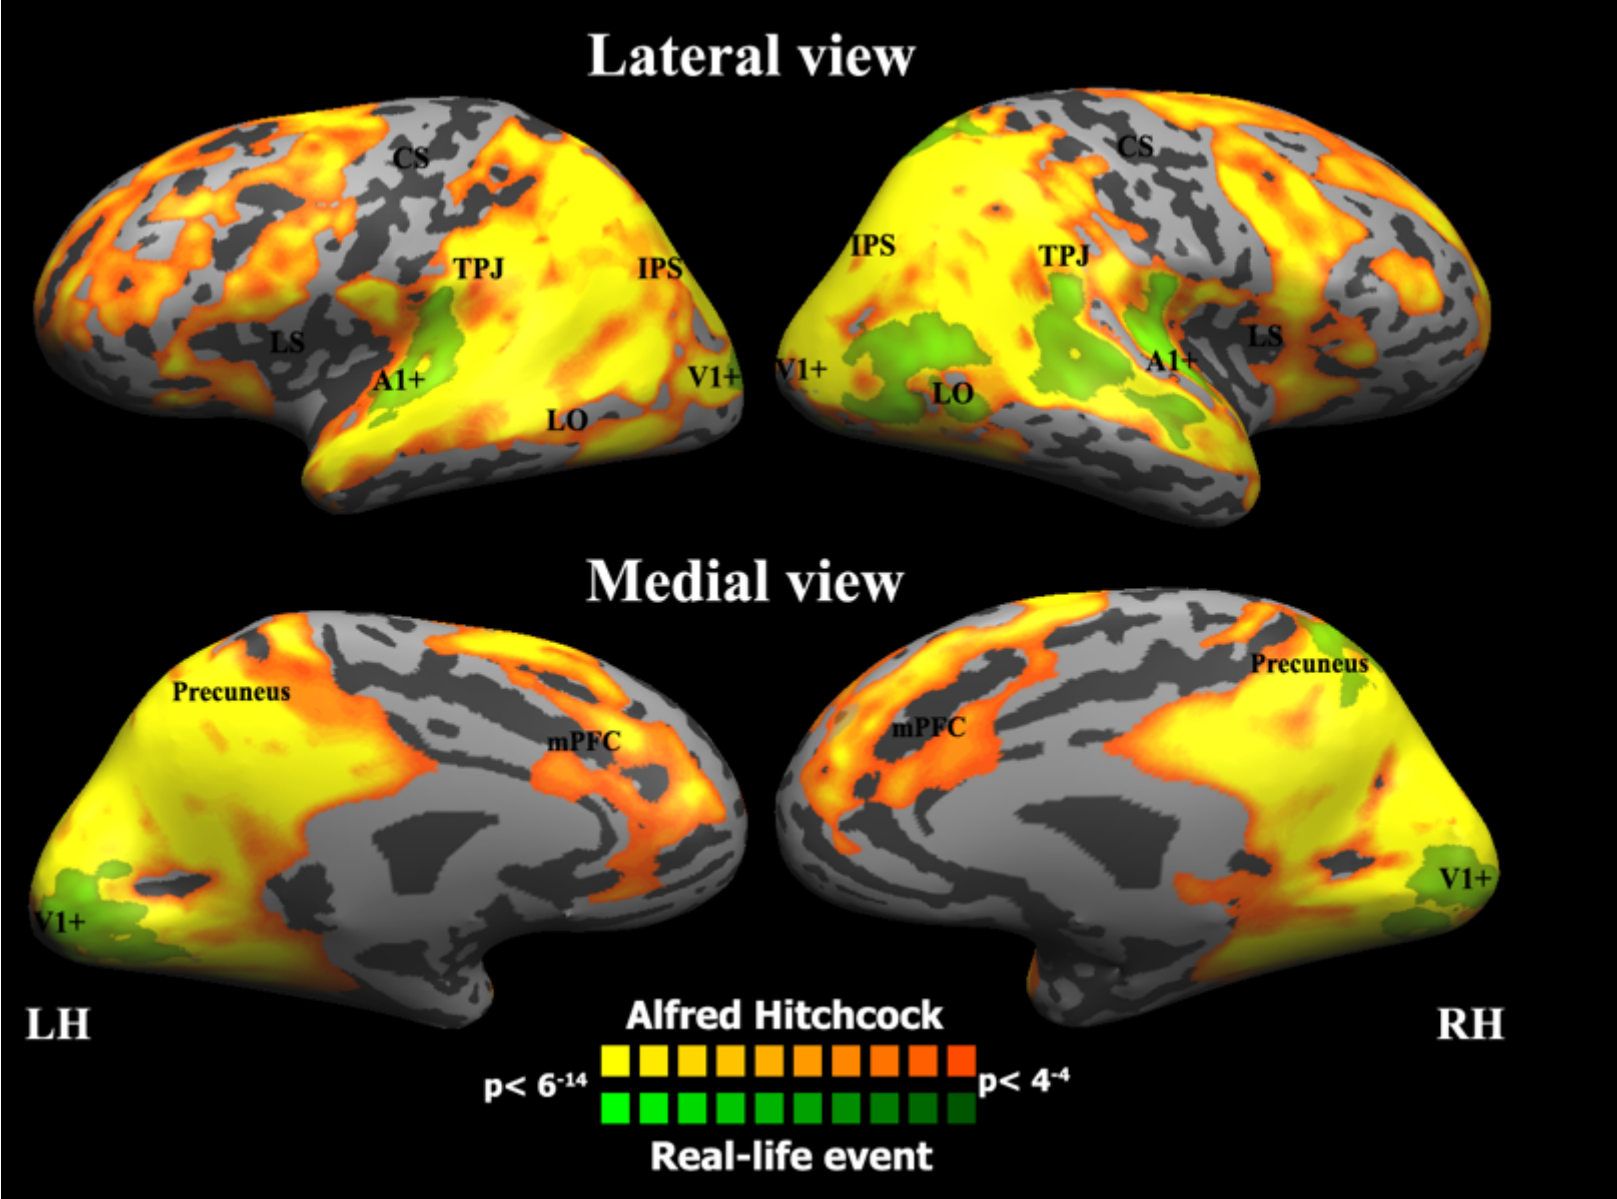 Lateral view
CS
TPJ
IPS
LS
A1+
V1+
LO
CS
IPS
TPJ
LS
V1+
A1+
LO
Medial view
Precuneus
mPFC
V1+
Precuneus
mPFC
V1+
LH
RH
Alfred Hitchcock
p< 6-14
p< 4-4
Real-life event